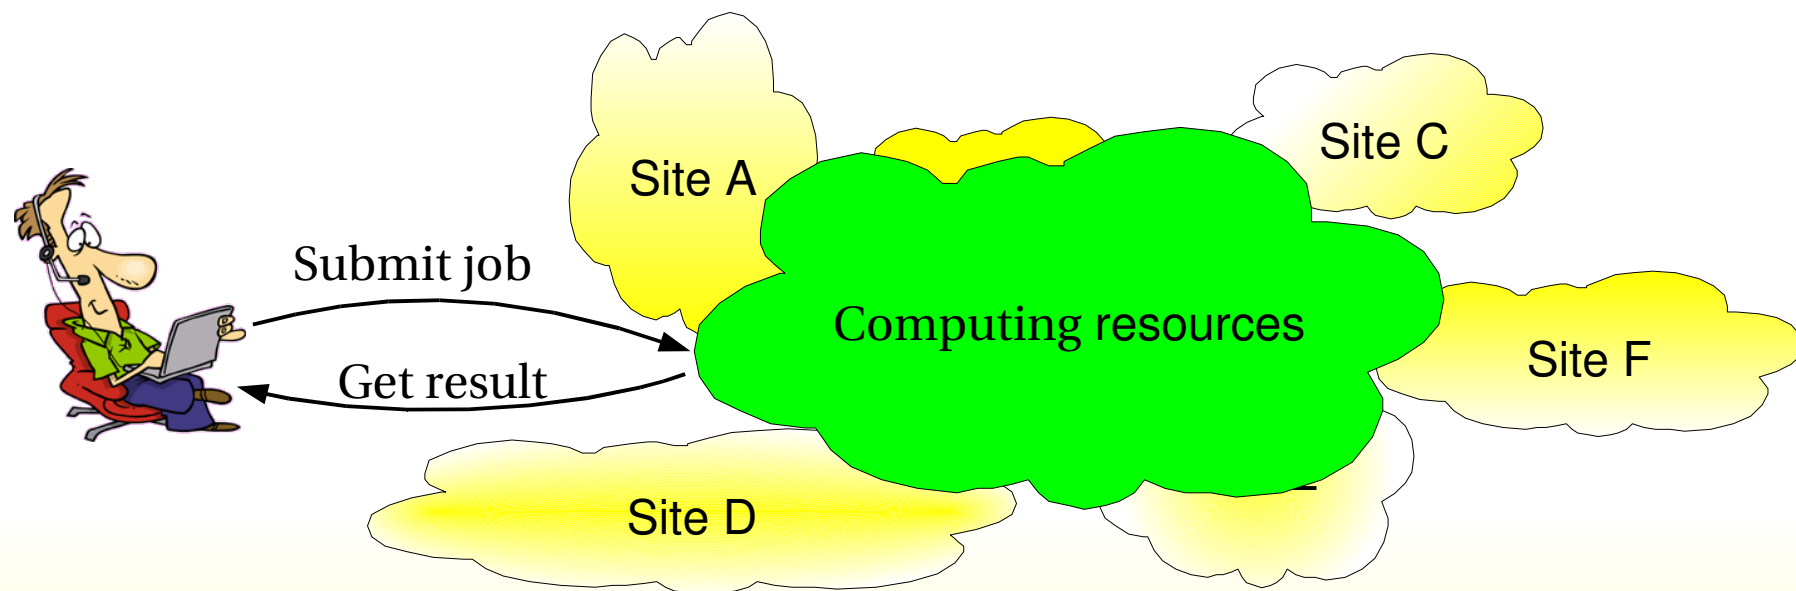 Site C
Site A
Submit job
Computing resources
Site F
Get result
Site D